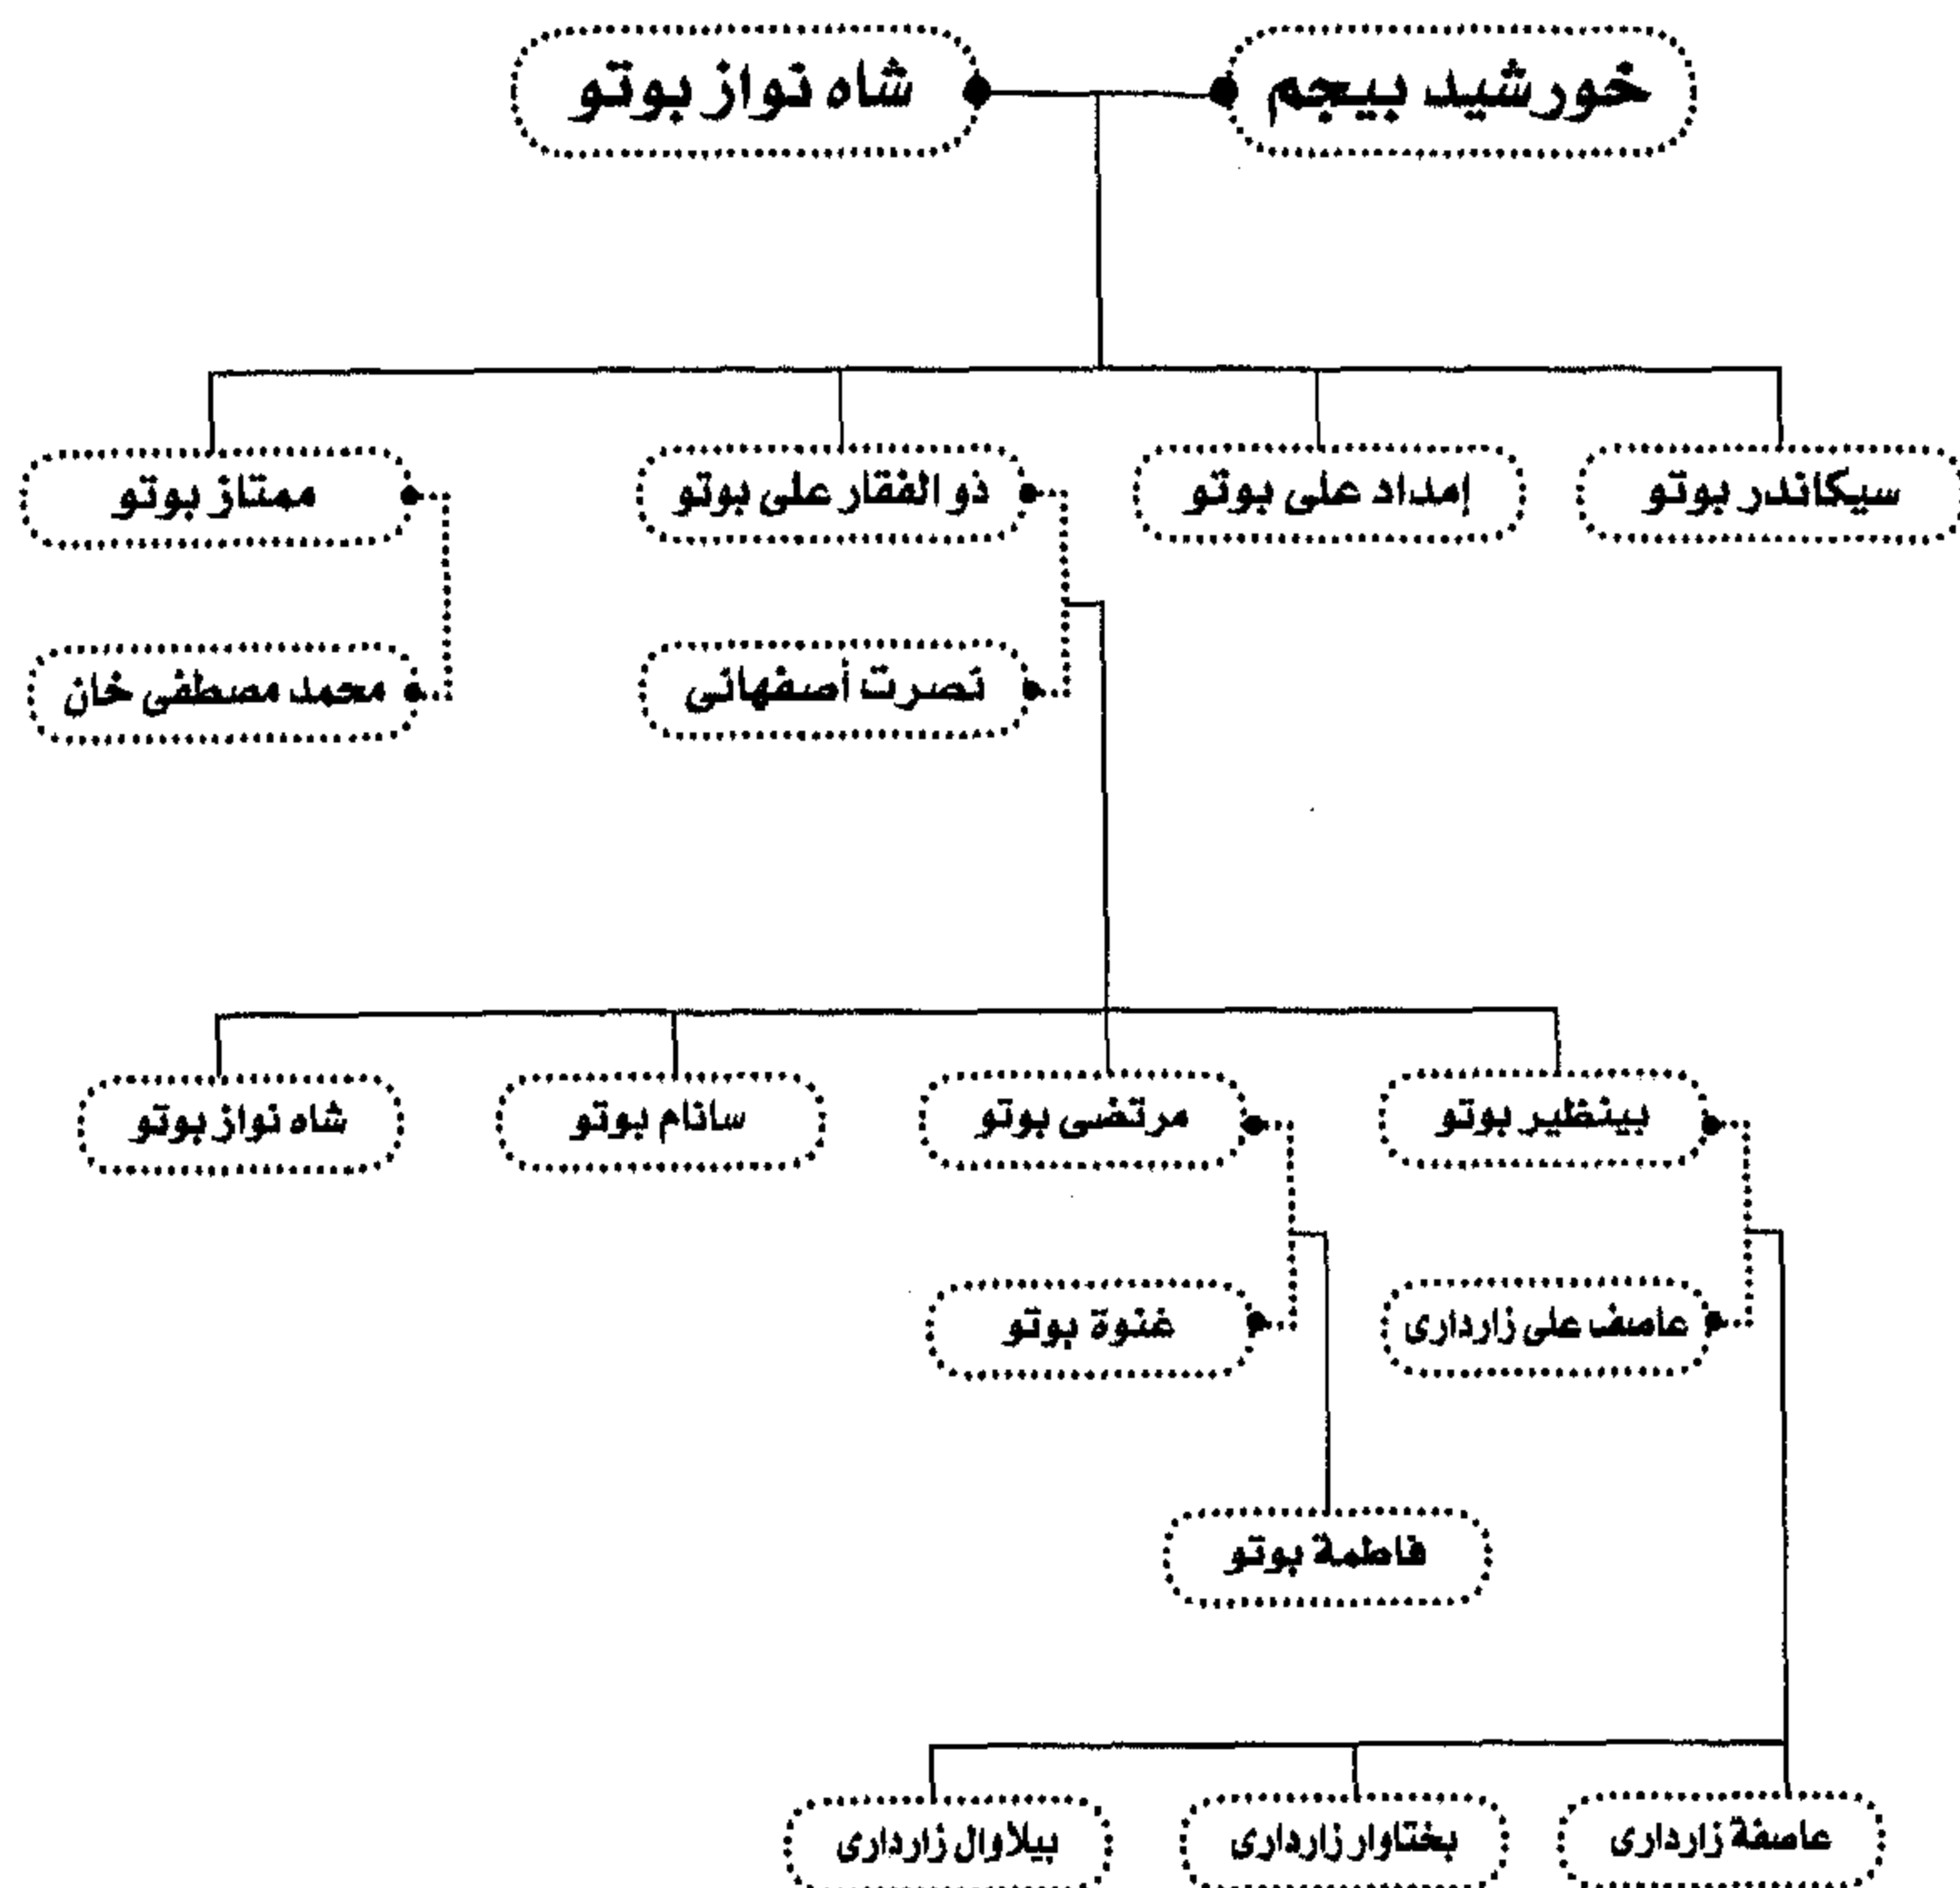 خورشيد بيجم
شاه نواز بوتو
سيكاندر بوتو
إمداد على بوتو
ذو الفقار على بوتو
ممتاز بوتو
نصرت أصفهانى
محمد مصطفى خان
بينظير بوتو
مرتضى بوتو
سانام بوتو
شاه نواز بوتو
عاصف على زاردارى
غنوة بوتو
فاطمة بوتو
عاصفة زاردارى
بختاوار زاردارى
بيلاوال زاردارى